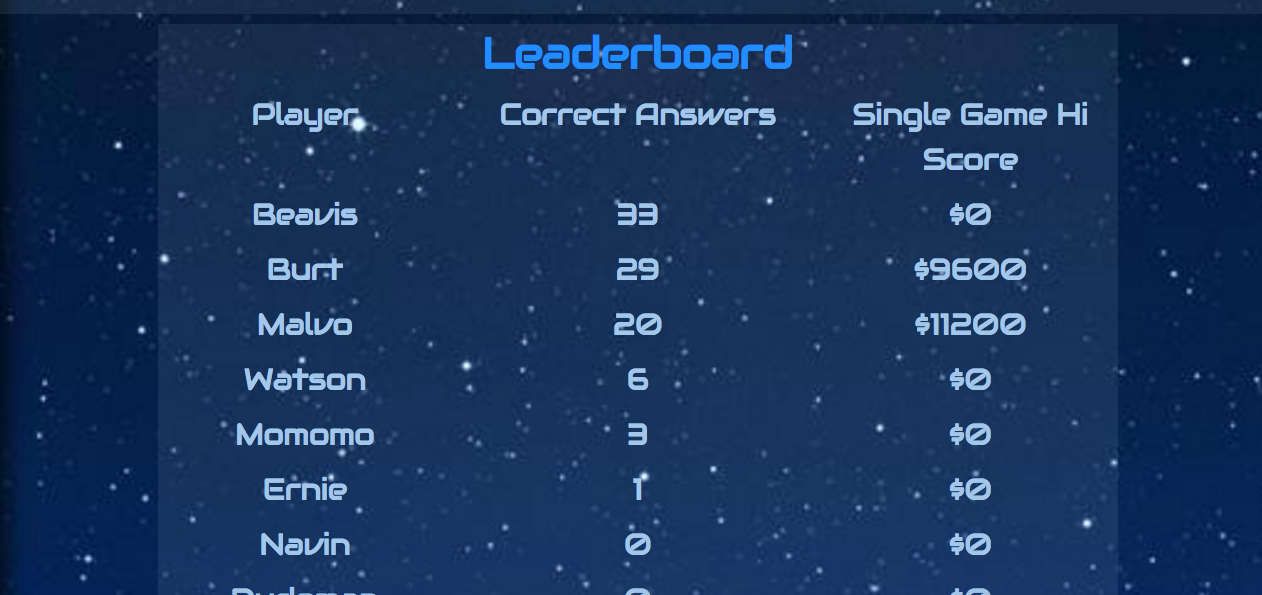 Leaderboard
Player Correct Answers Single Game Hi
Score
Beavis 33 $0
Burt 29 $9600
Malvo 20 $11200
Watson 6 $0
Momomo 3 $0
Ernie 1 $0
Navin 0 $0